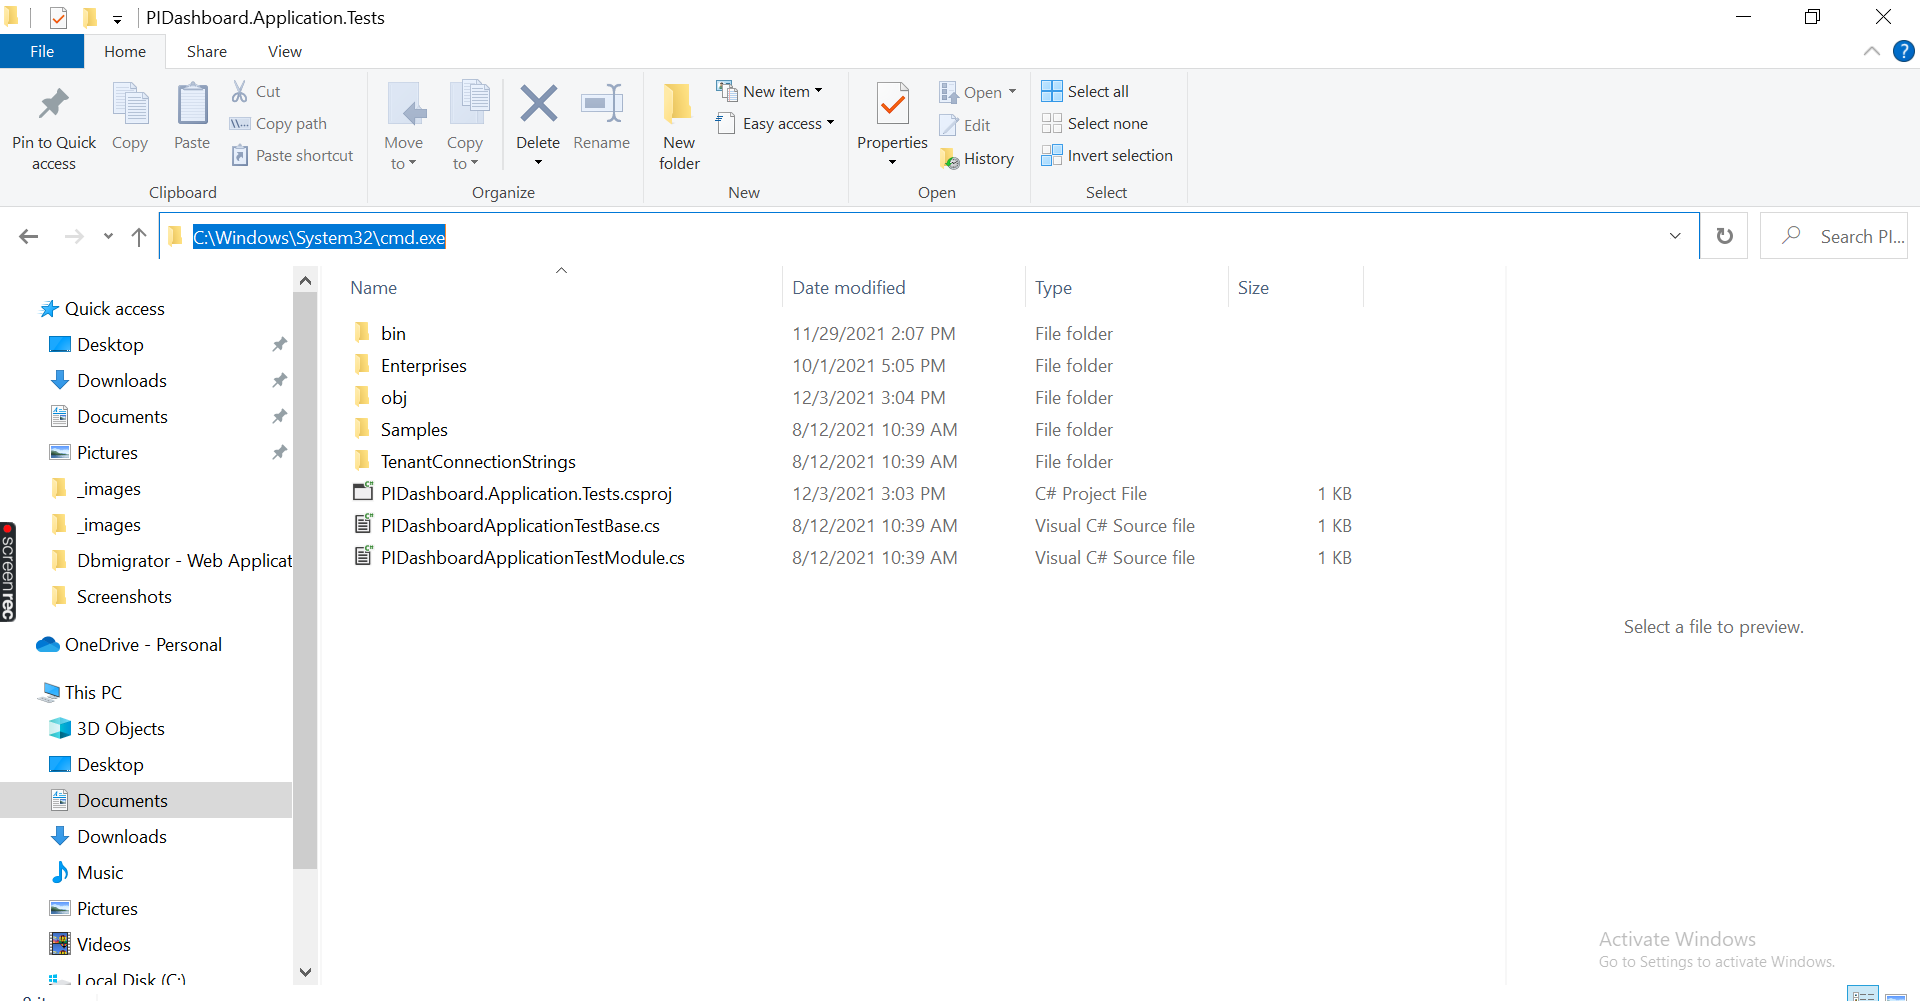 PIDashboard.Application.Tests
File Home Share View
Pin to Quick access
Copy
Paste
Cut
Copy path
Paste shortcut
Clipboard
Move to
Copy to
Delete
Rename
Organize
New folder
New item
Easy access
New
Properties
Open
Edit
History
Open
Select all
Select none
Invert selection
Select
C:\Windows\System32\cmd.exe
Search PI...
Quick access
Desktop
Downloads
Documents
Pictures
_images
_images
Dbmigrator - Web Applicat
Screenshots
OneDrive - Personal
This PC
3D Objects
Desktop
Documents
Downloads
Music
Pictures
Videos
Local Disk (C:)
screenrec
Name Date modified Type Size
bin 11/29/2021 2:07 PM File folder
Enterprises 10/1/2021 5:05 PM File folder
obj 12/3/2021 3:04 PM File folder
Samples 8/12/2021 10:39 AM File folder
TenantConnectionStrings 8/12/2021 10:39 AM File folder
PIDashboard.Application.Tests.csproj 12/3/2021 3:03 PM C# Project File 1 KB
PIDashboardApplicationTestBase.cs 8/12/2021 10:39 AM Visual C# Source file 1 KB
PIDashboardApplicationTestModule.cs 8/12/2021 10:39 AM Visual C# Source file 1 KB
Select a file to preview.
Activate Windows
Go to Settings to activate Windows.